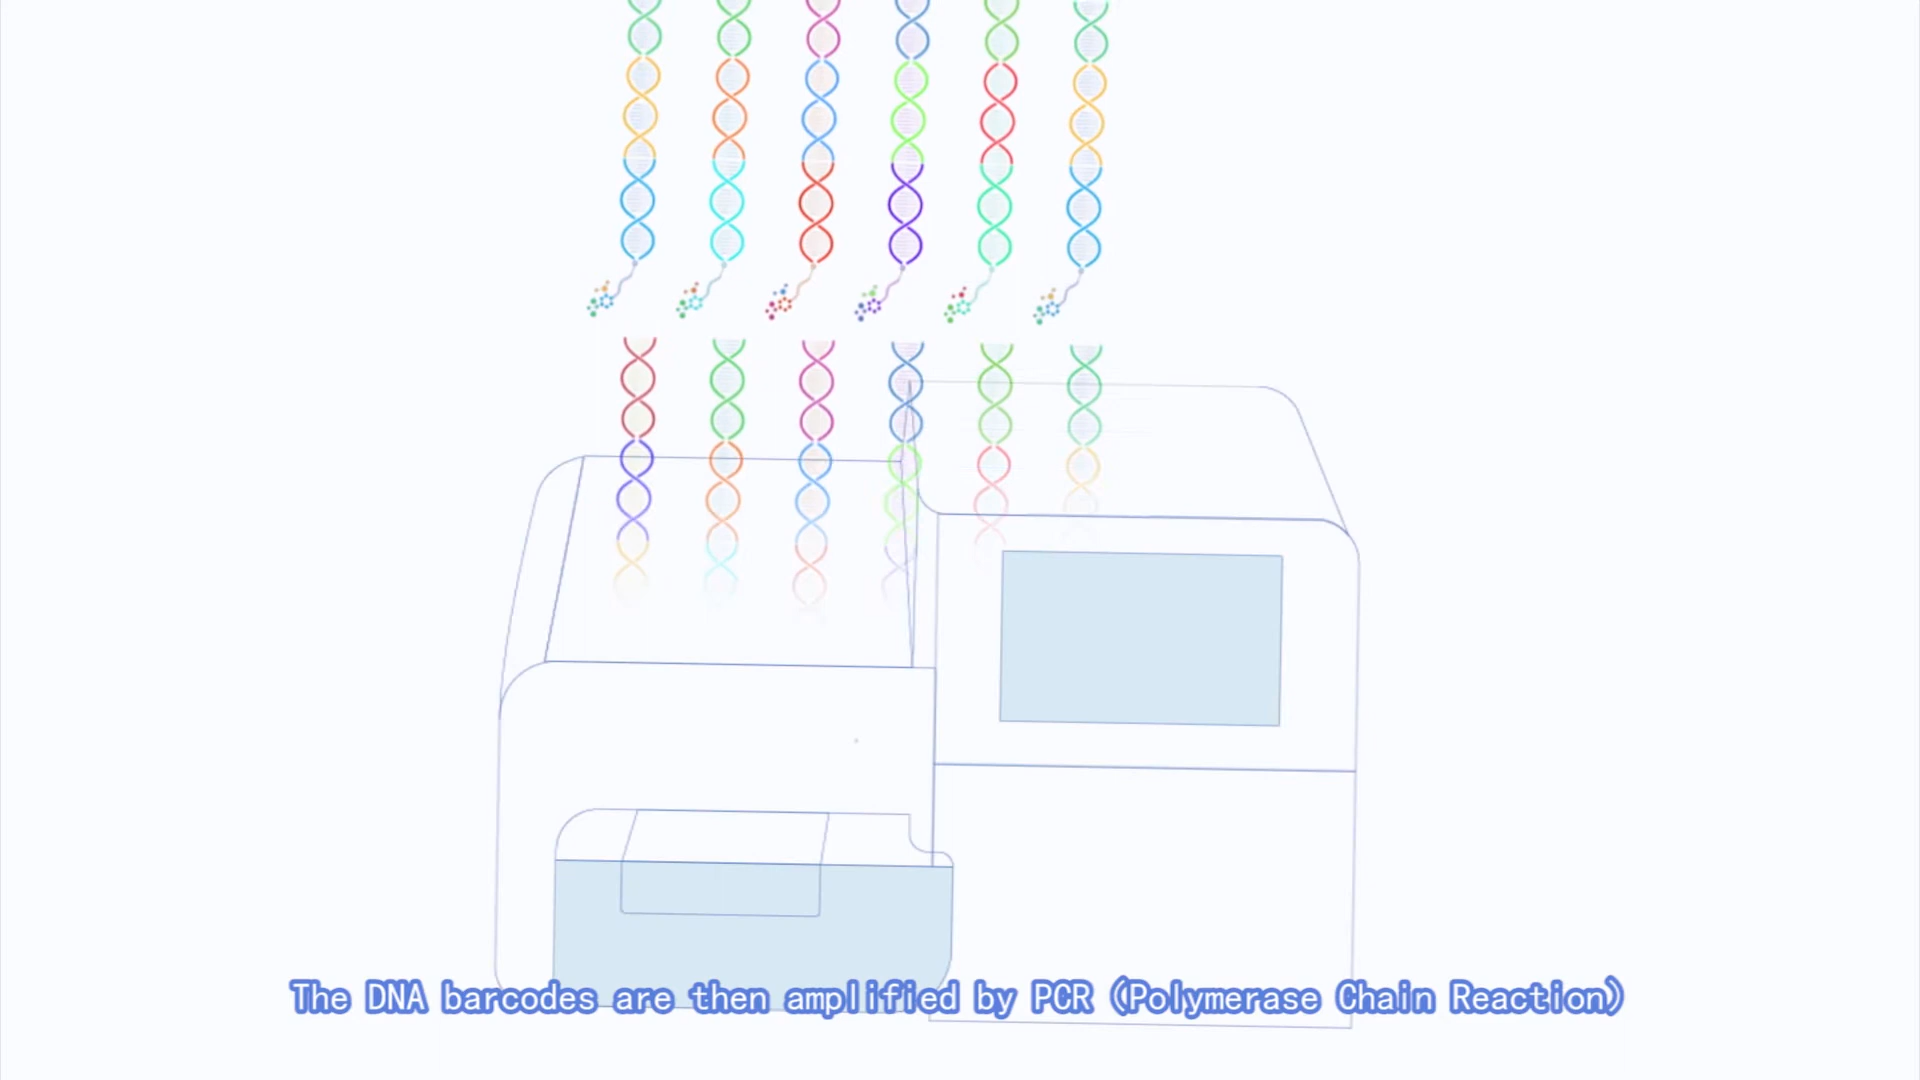 The DNA barcodes are then amplified by PCR (Polymerase Chain Reaction)